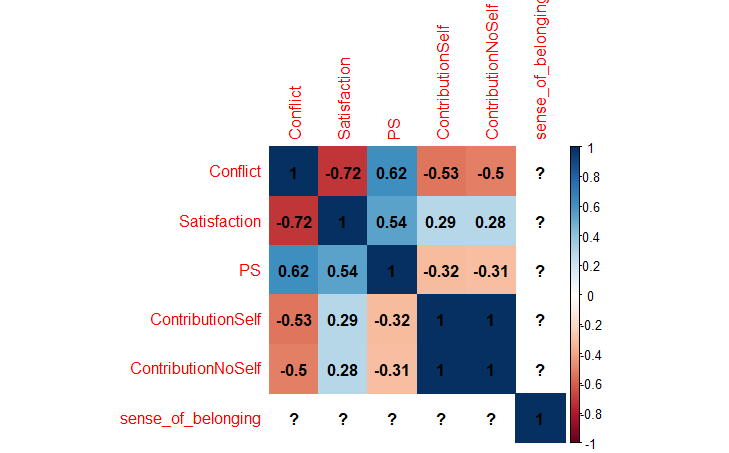 Conflict
Satisfaction
PS
ContributionSelf
ContributionNoSelf
sense_of_belonging
Conflict 1 -0.72 0.62 -0.53 -0.5 ?
Satisfaction -0.72 1 0.54 0.29 0.28 ?
PS 0.62 0.54 1 -0.32 -0.31 ?
ContributionSelf -0.53 0.29 -0.32 1 1 ?
ContributionNoSelf -0.5 0.28 -0.31 1 1 ?
sense_of_belonging ? ? ? ? ? 1
1
0.8
0.6
0.4
0.2
0
-0.2
-0.4
-0.6
-0.8
-1